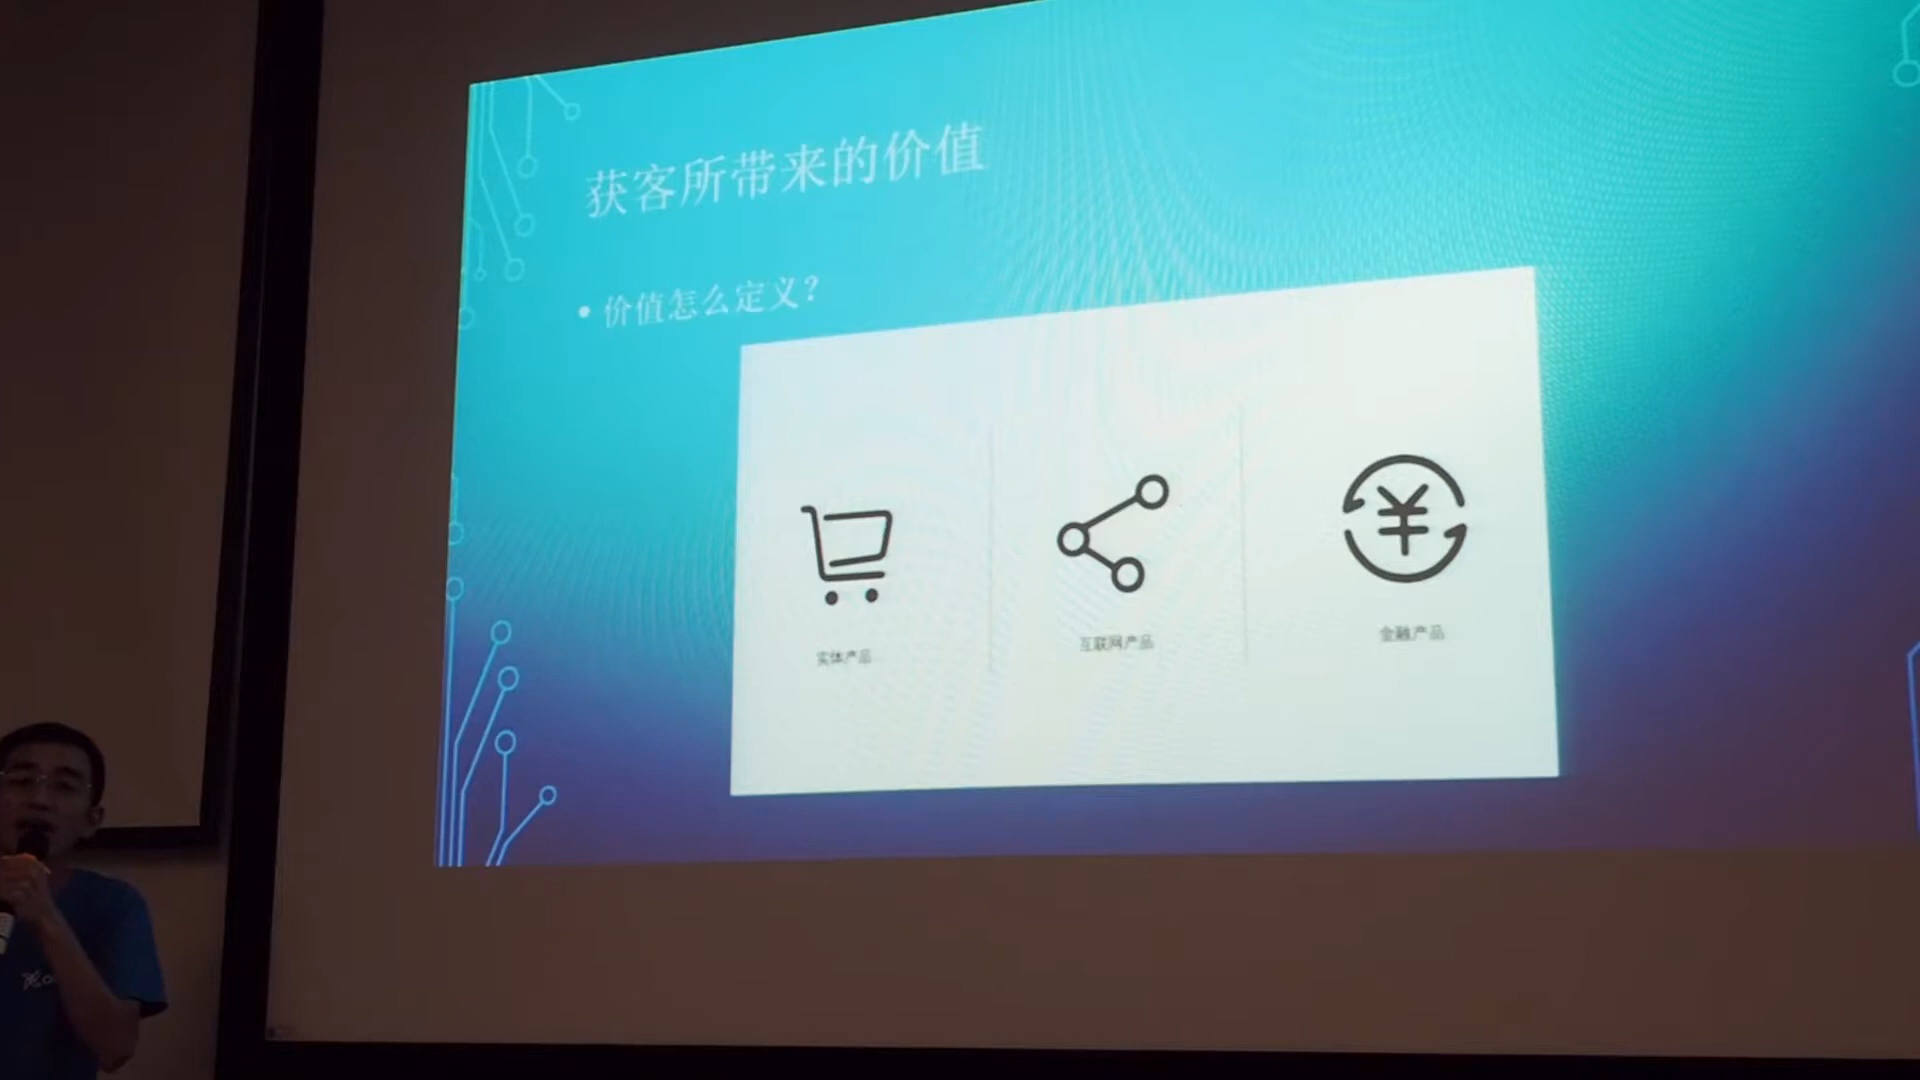 获客所带来的价值
• 价值怎么定义？
实体产品
互联网产品
金融产品